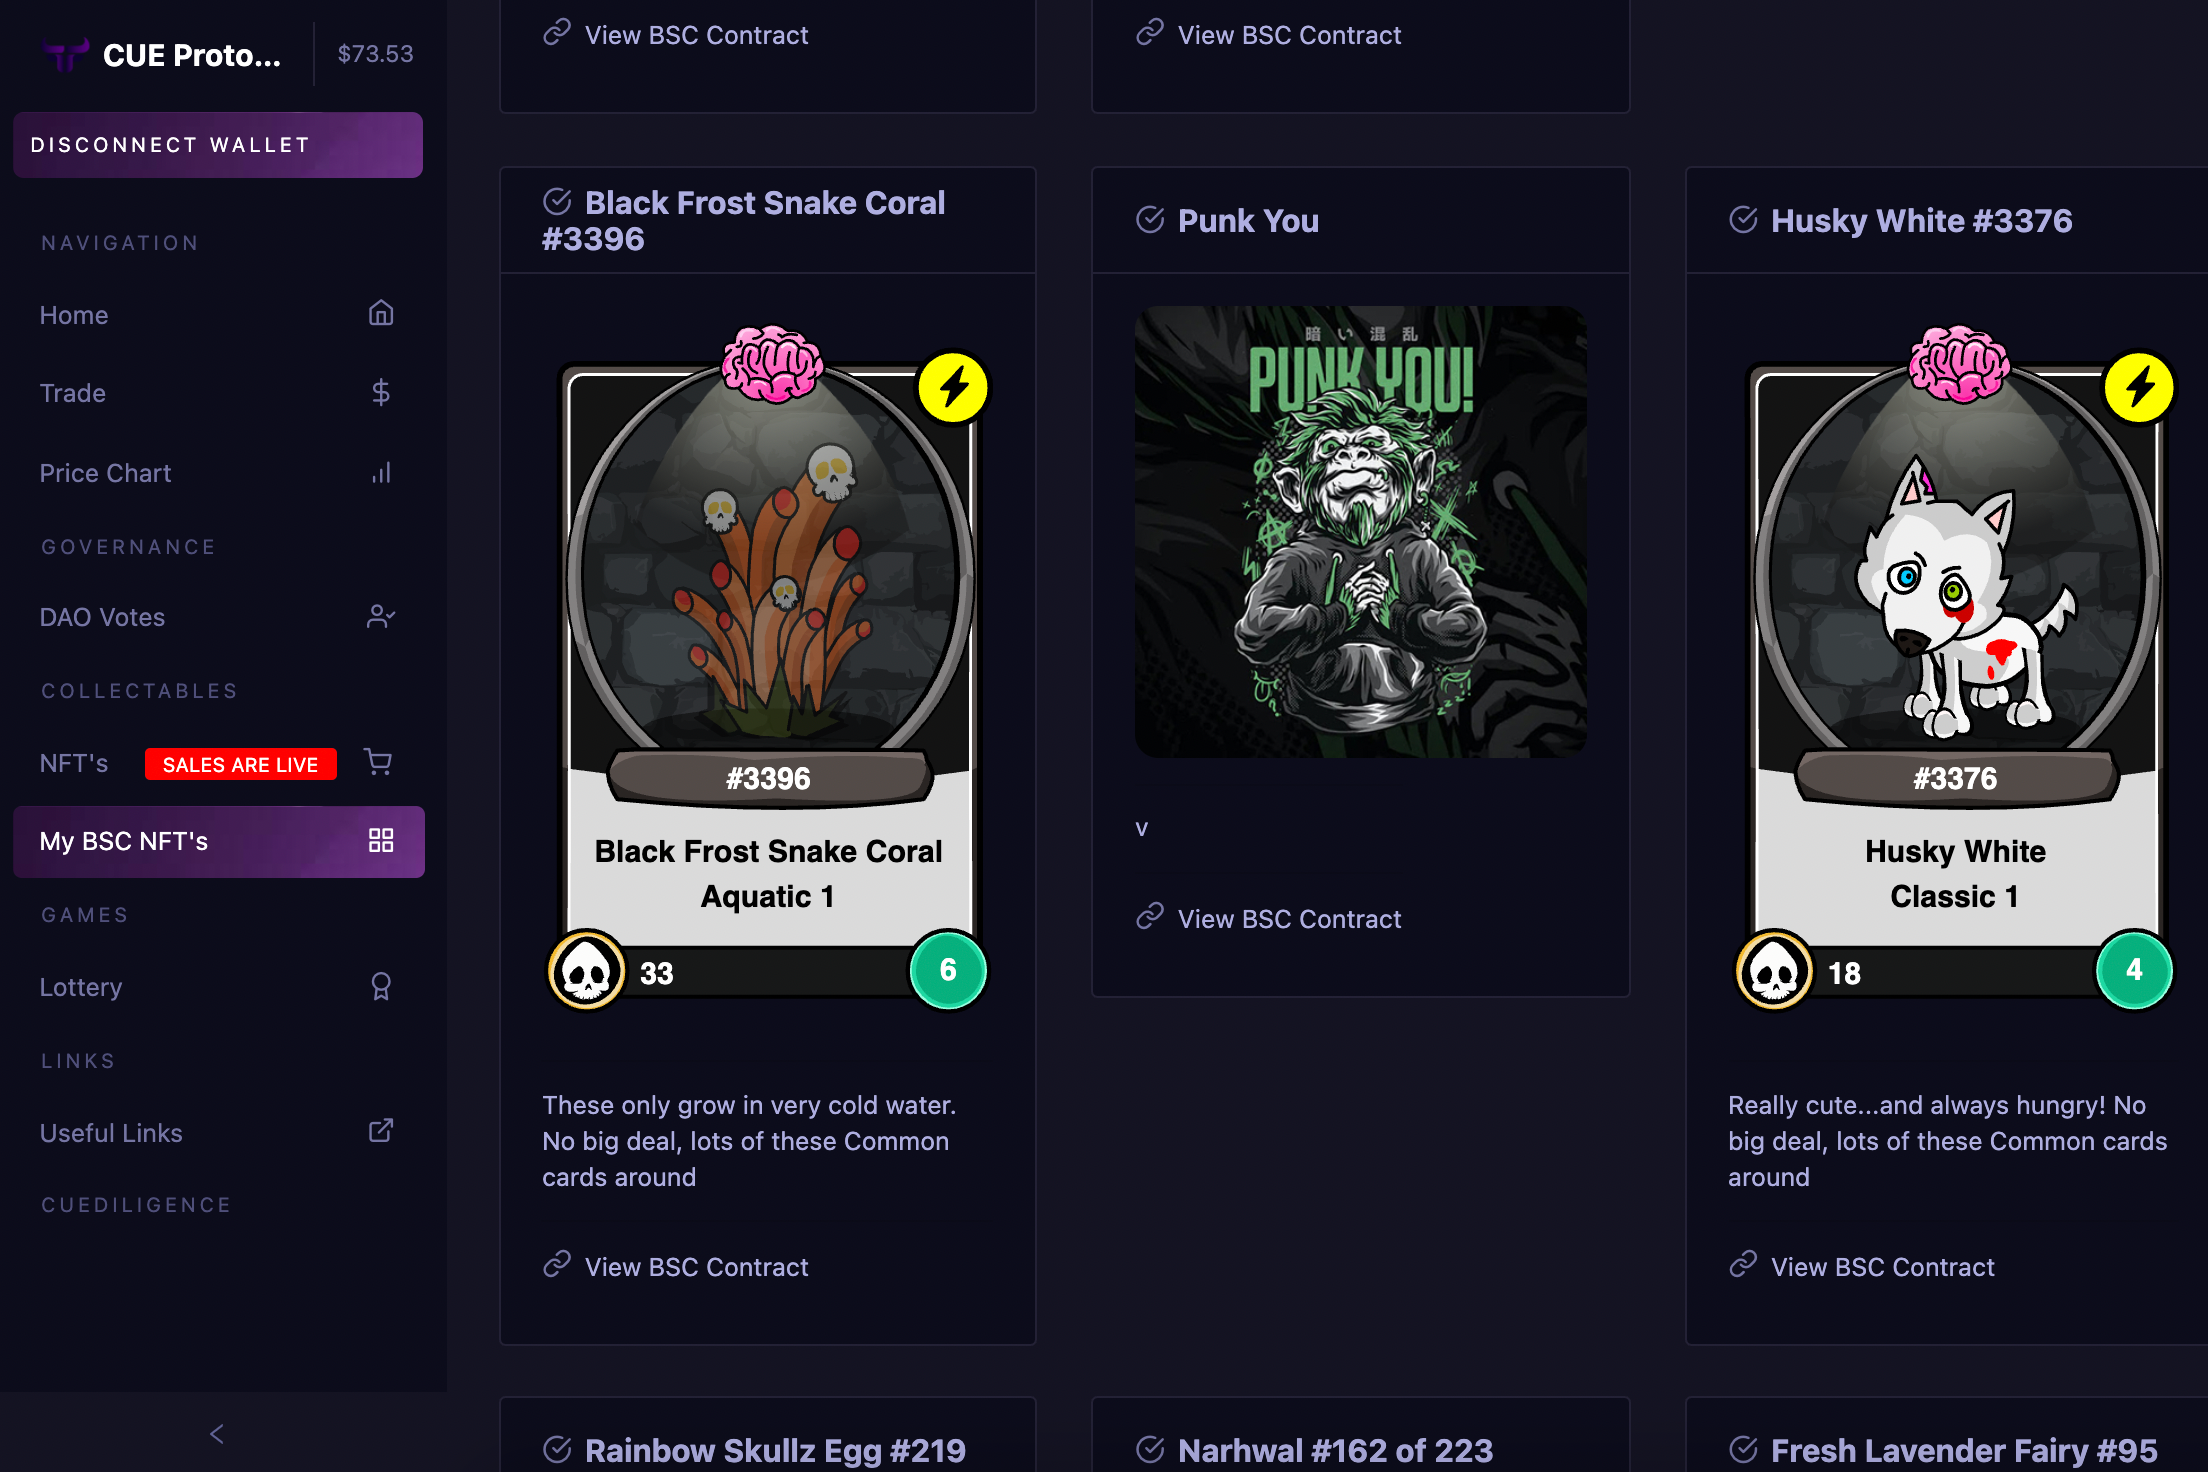 CUE Proto...
$73.53
DISCONNECT WALLET
NAVIGATION
Home
Trade
Price Chart
GOVERNANCE
DAO Votes
COLLECTABLES
NFT's
SALES ARE LIVE
My BSC NFT's
GAMES
Lottery
LINKS
Useful Links
CUEDILIGENCE
View BSC Contract
View BSC Contract
Black Frost Snake Coral
#3396
#3396
Black Frost Snake Coral
Aquatic 1
33
6
These only grow in very cold water.
No big deal, lots of these Common
cards around
View BSC Contract
Punk You
暗い混乱
PUNK YOU!
v
View BSC Contract
Husky White #3376
#3376
Husky White
Classic 1
18
4
Really cute...and always hungry! No
big deal, lots of these Common cards
around
View BSC Contract
Rainbow Skullz Egg #219
Narhwal #162 of 223
Fresh Lavender Fairy #95